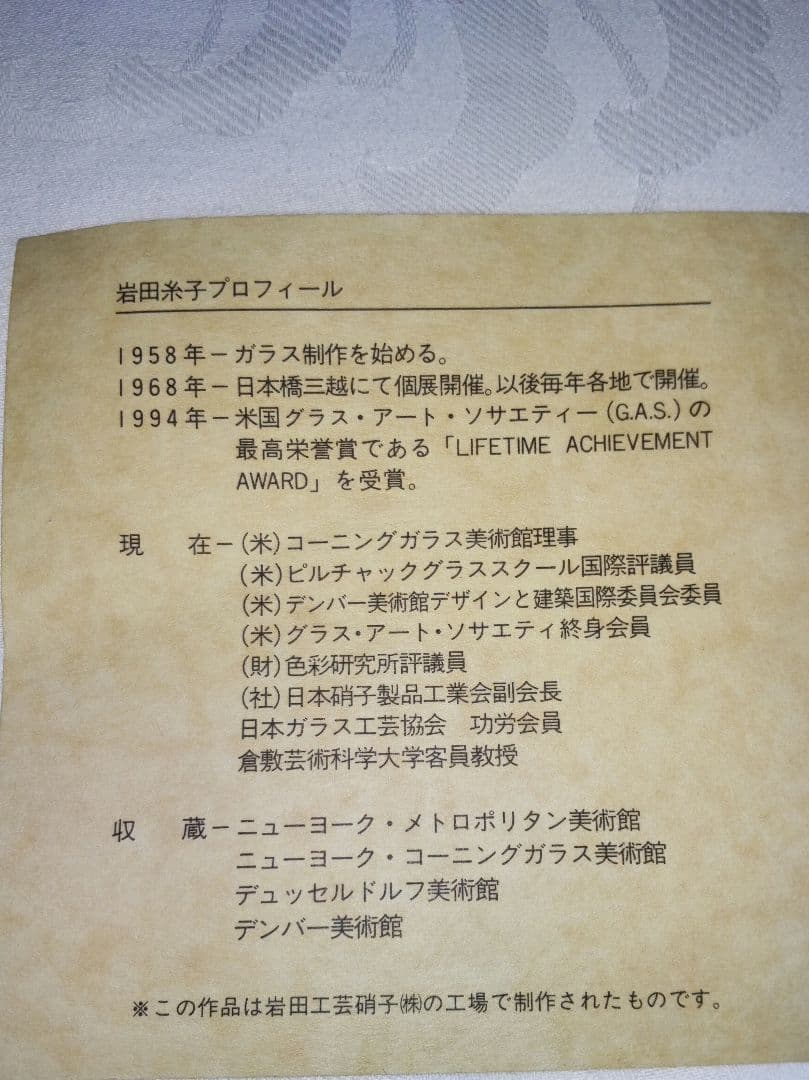 岩田糸子プロフィール
1958年−ガラス制作を始める。
1968年−日本橋三越にて個展開催。以後毎年各地で開催。
1994年−米国グラス・アート・ソサエティー(G.A.S.)の
最高栄誉賞である「LIFETIME ACHIEVEMENT
AWARD」を受賞。
現　在−(米)コーニングガラス美術館理事
(米)ピルチャックグラススクール国際評議員
(米)デンバー美術館デザインと建築国際委員会委員
(米)グラス・アート・ソサエティ終身会員
(財)色彩研究所評議員
(社)日本硝子製品工業会副会長
日本ガラス工芸協会　功労会員
倉敷芸術科学大学客員教授
収　蔵−ニューヨーク・メトロポリタン美術館
ニューヨーク・コーニングガラス美術館
デュッセルドルフ美術館
デンバー美術館
※この作品は岩田工芸硝子㈱の工場で制作されたものです。